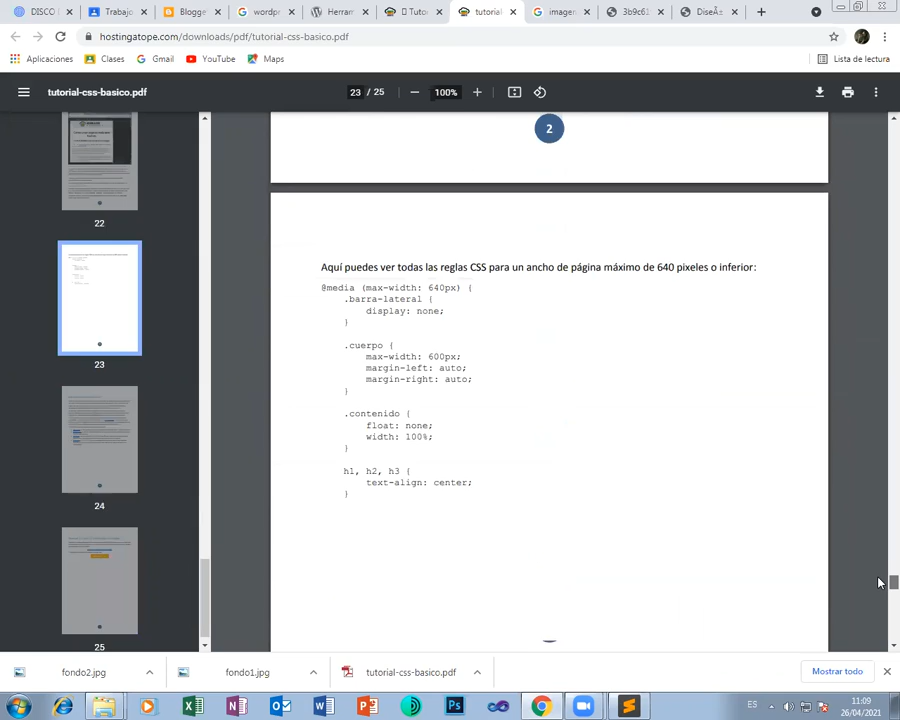 DISCO
Trabajo
Blogge
wordp
Herram
Tuto
tutorial
imagen
3b9c61
DiseÃ±
hostingatope.com/downloads/pdf/tutorial-css-basico.pdf
Aplicaciones
Clases
Gmail
YouTube
Maps
Lista de lectura
tutorial-css-basico.pdf
23 / 25
100%
2
22
23
24
25
Aquí puedes ver todas las reglas CSS para un ancho de página máximo de 640 pixeles o inferior:
@media (max-width: 640px) {
.barra-lateral {
display: none;
}
.cuerpo {
max-width: 600px;
margin-left: auto;
margin-right: auto;
}
.contenido {
float: none;
width: 100%;
}
h1, h2, h3 {
text-align: center;
}
fondo2.jpg
fondo1.jpg
tutorial-css-basico.pdf
Mostrar todo
ES
11:09
26/04/2021